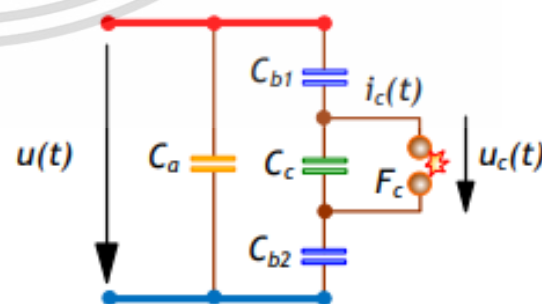 C_b1
i_c(t)
u(t)
C_a
C_c
F_c
u_c(t)
C_b2